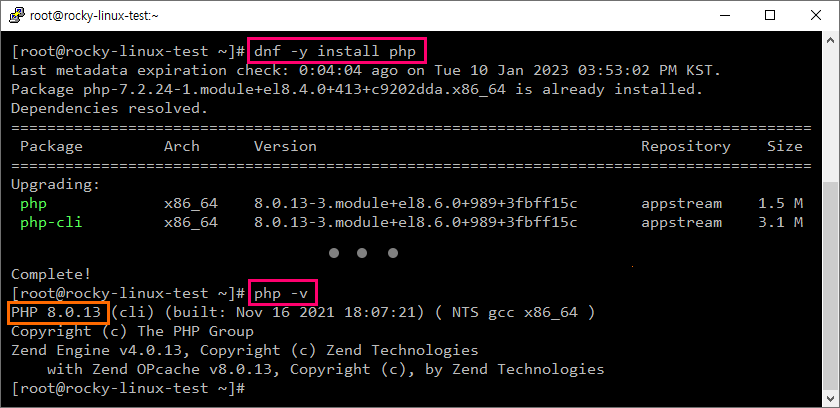 root@rocky-linux-test:~
[root@rocky-linux-test ~]# dnf -y install php
Last metadata expiration check: 0:04:04 ago on Tue 10 Jan 2023 03:53:02 PM KST.
Package php-7.2.24-1.module+el8.4.0+413+c9202dda.x86_64 is already installed.
Dependencies resolved.
================================================================================
Package Arch Version Repository Size
================================================================================
Upgrading:
php x86_64 8.0.13-3.module+el8.6.0+989+3fbff15c appstream 1.5 M
php-cli x86_64 8.0.13-3.module+el8.6.0+989+3fbff15c appstream 3.1 M
● ● ●
Complete!
[root@rocky-linux-test ~]# php -v
PHP 8.0.13 (cli) (built: Nov 16 2021 18:07:21) ( NTS gcc x86_64 )
Copyright (c) The PHP Group
Zend Engine v4.0.13, Copyright (c) Zend Technologies
    with Zend OPcache v8.0.13, Copyright (c), by Zend Technologies
[root@rocky-linux-test ~]#